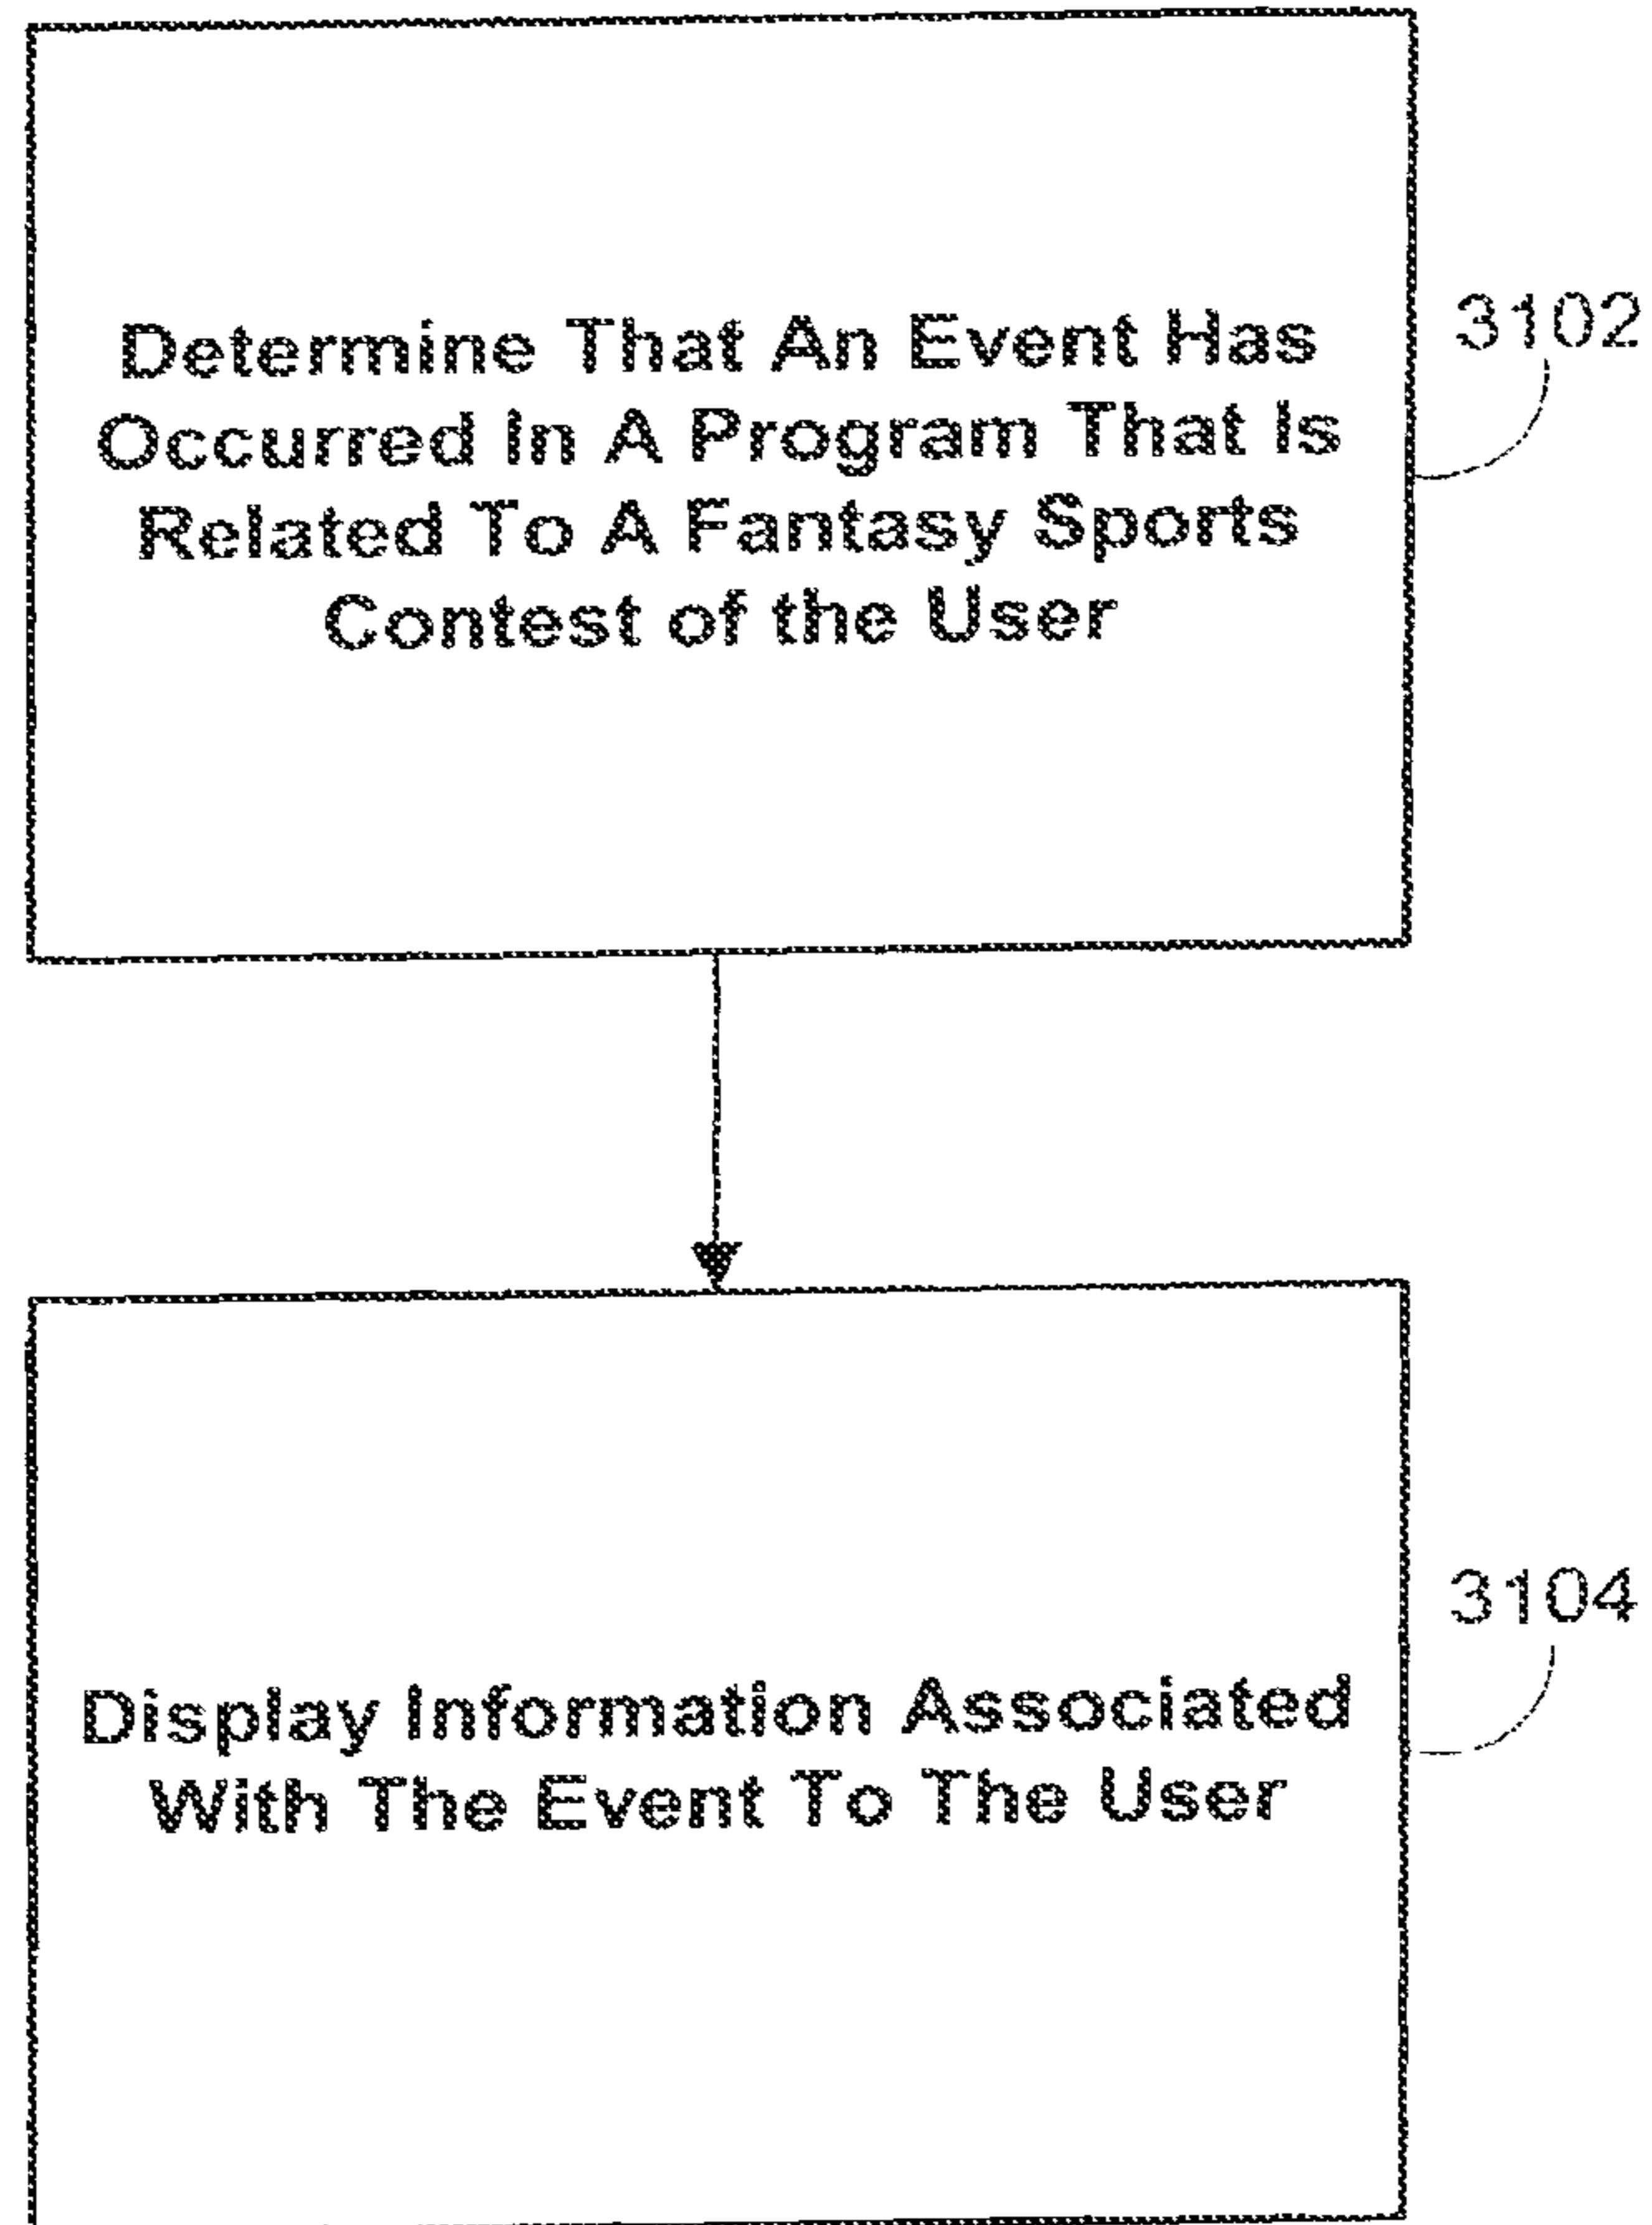 Determine That An Event Has
Occurred In A Program That Is
Related To A Fantasy Sports
Contest of the User
3102
Display Information Associated
With The Event To The User
3104